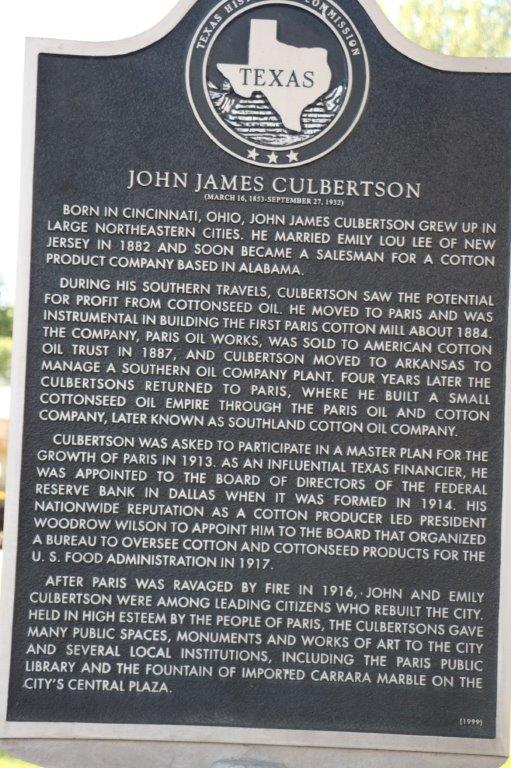 TEXAS HIS COMMISSION
TEXAS
JOHN JAMES CULBERTSON
(MARCH 16, 1853-SEPTEMBER 27, 1932)
BORN IN CINCINNATI, OHIO, JOHN JAMES CULBERTSON GREW UP IN
LARGE NORTHEASTERN CITIES. HE MARRIED EMILY LOU LEE OF NEW
JERSEY IN 1882 AND SOON BECAME A SALESMAN FOR A COTTON
PRODUCT COMPANY BASED IN ALABAMA.
DURING HIS SOUTHERN TRAVELS, CULBERTSON SAW THE POTENTIAL
FOR PROFIT FROM COTTONSEED OIL. HE MOVED TO PARIS AND WAS
INSTRUMENTAL IN BUILDING THE FIRST PARIS COTTON MILL ABOUT 1884.
THE COMPANY, PARIS OIL WORKS, WAS SOLD TO AMERICAN COTTON
OIL TRUST IN 1887, AND CULBERTSON MOVED TO ARKANSAS TO
MANAGE A SOUTHERN OIL COMPANY PLANT. FOUR YEARS LATER THE
CULBERTSONS RETURNED TO PARIS, WHERE HE BUILT A SMALL
COTTONSEED OIL EMPIRE THROUGH THE PARIS OIL AND COTTON
COMPANY, LATER KNOWN AS SOUTHLAND COTTON OIL COMPANY.
CULBERTSON WAS ASKED TO PARTICIPATE IN A MASTER PLAN FOR THE
GROWTH OF PARIS IN 1913. AS AN INFLUENTIAL TEXAS FINANCIER, HE
WAS APPOINTED TO THE BOARD OF DIRECTORS OF THE FEDERAL
RESERVE BANK IN DALLAS WHEN IT WAS FORMED IN 1914. HIS
NATIONWIDE REPUTATION AS A COTTON PRODUCER LED PRESIDENT
WOODROW WILSON TO APPOINT HIM TO THE BOARD THAT ORGANIZED
A BUREAU TO OVERSEE COTTON AND COTTONSEED PRODUCTS FOR THE
U. S. FOOD ADMINISTRATION IN 1917.
AFTER PARIS WAS RAVAGED BY FIRE IN 1916, JOHN AND EMILY
CULBERTSON WERE AMONG LEADING CITIZENS WHO REBUILT THE CITY.
HELD IN HIGH ESTEEM BY THE PEOPLE OF PARIS, THE CULBERTSONS GAVE
MANY PUBLIC SPACES, MONUMENTS AND WORKS OF ART TO THE CITY
AND SEVERAL LOCAL INSTITUTIONS, INCLUDING THE PARIS PUBLIC
LIBRARY AND THE FOUNTAIN OF IMPORTED CARRARA MARBLE ON THE
CITY'S CENTRAL PLAZA.
(1999)